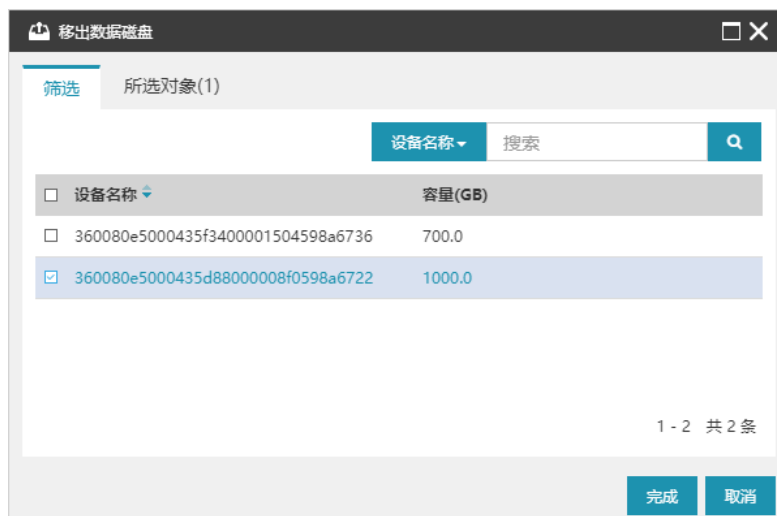 移出数据磁盘
筛选 所选对象(1)
设备名称 搜索
设备名称 容量(GB)
360080e5000435f3400001504598a6736 700.0
360080e5000435d88000008f0598a6722 1000.0
1 - 2 共 2 条
完成 取消